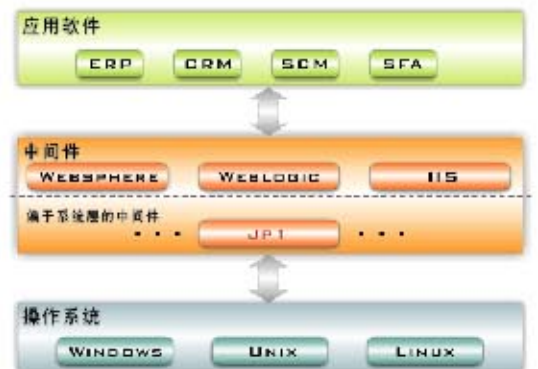 应用软件
ERP CRM SCM SFA
中间件
WEBSPHERE WEBLOGIC IIS
偏于系统层的中间件
... JP1 ...
操作系统
WINDOWS UNIX LINUX